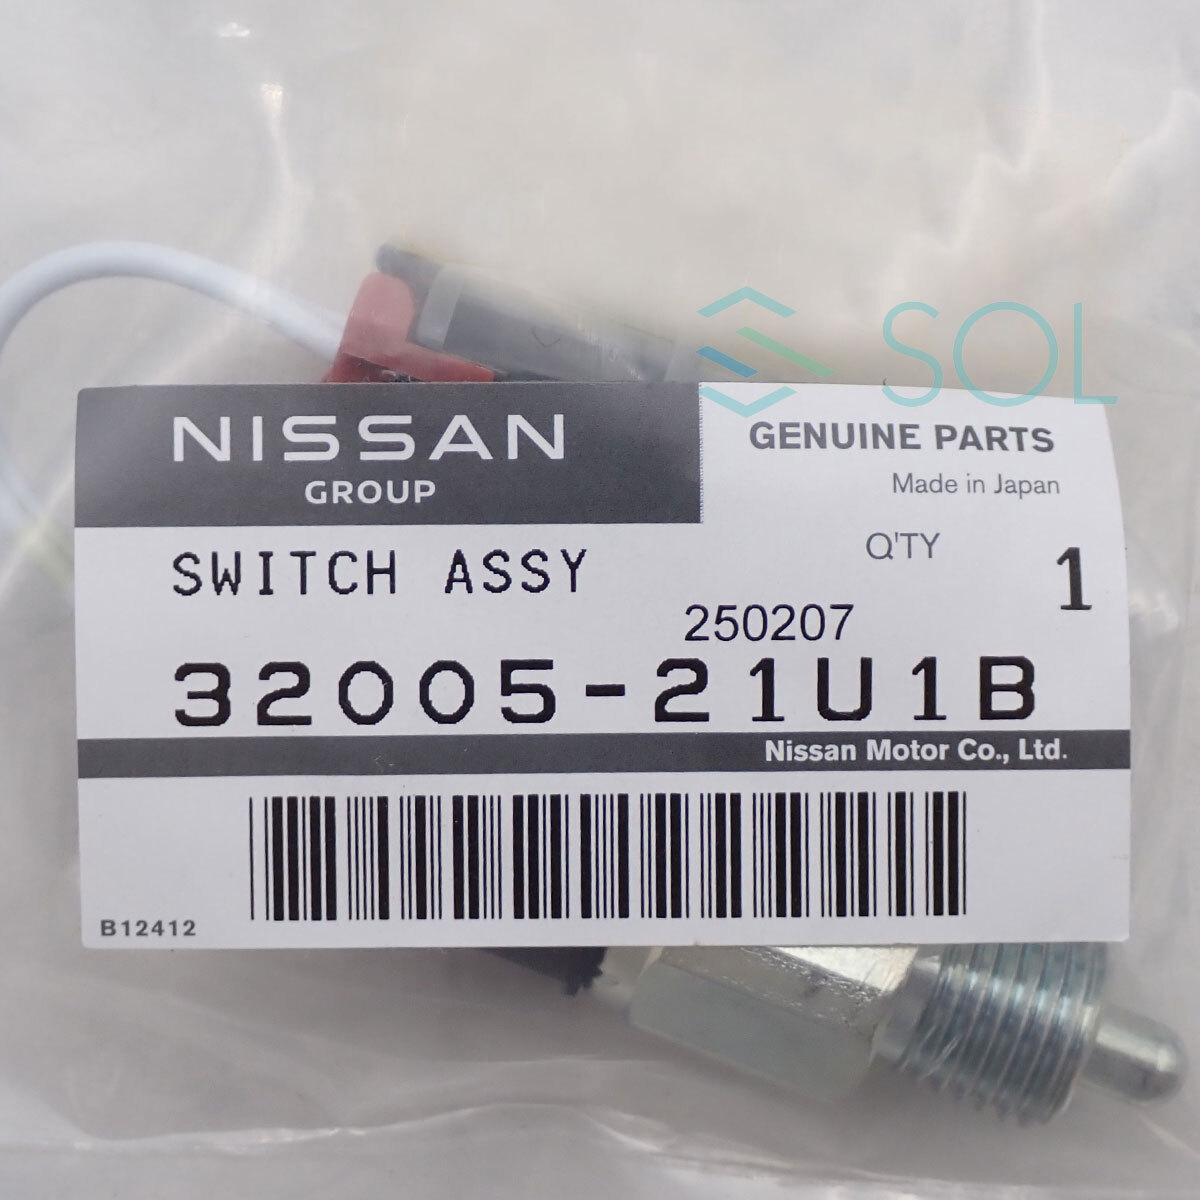 SOL
NISSAN
GROUP
GENUINE PARTS
Made in Japan
SWITCH ASSY
Q'TY 1
250207
32005-21U1B
Nissan Motor Co., Ltd.
B12412